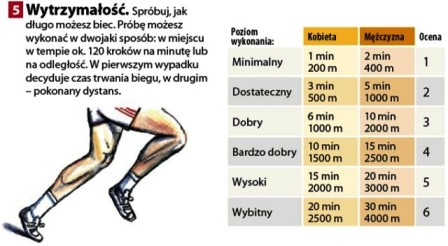 5 Wytrzymałość. Spróbuj, jak
długo możesz biec. Próbę możesz
wykonać w dwojaki sposób: w miejscu
w tempie ok. 120 kroków na minutę lub
na odległość. W pierwszym wypadku
decyduje czas trwania biegu, w drugim
– pokonany dystans.
Poziom wykonania: Kobieta Mężczyzna Ocena
Minimalny 1 min 200 m 2 min 400 m 1
Dostateczny 3 min 500 m 5 min 1000 m 2
Dobry 6 min 1000 m 10 min 2000 m 3
Bardzo dobry 10 min 1500 m 15 min 2500 m 4
Wysoki 15 min 2000 m 20 min 3000 m 5
Wybitny 20 min 2500 m 30 min 4000 m 6